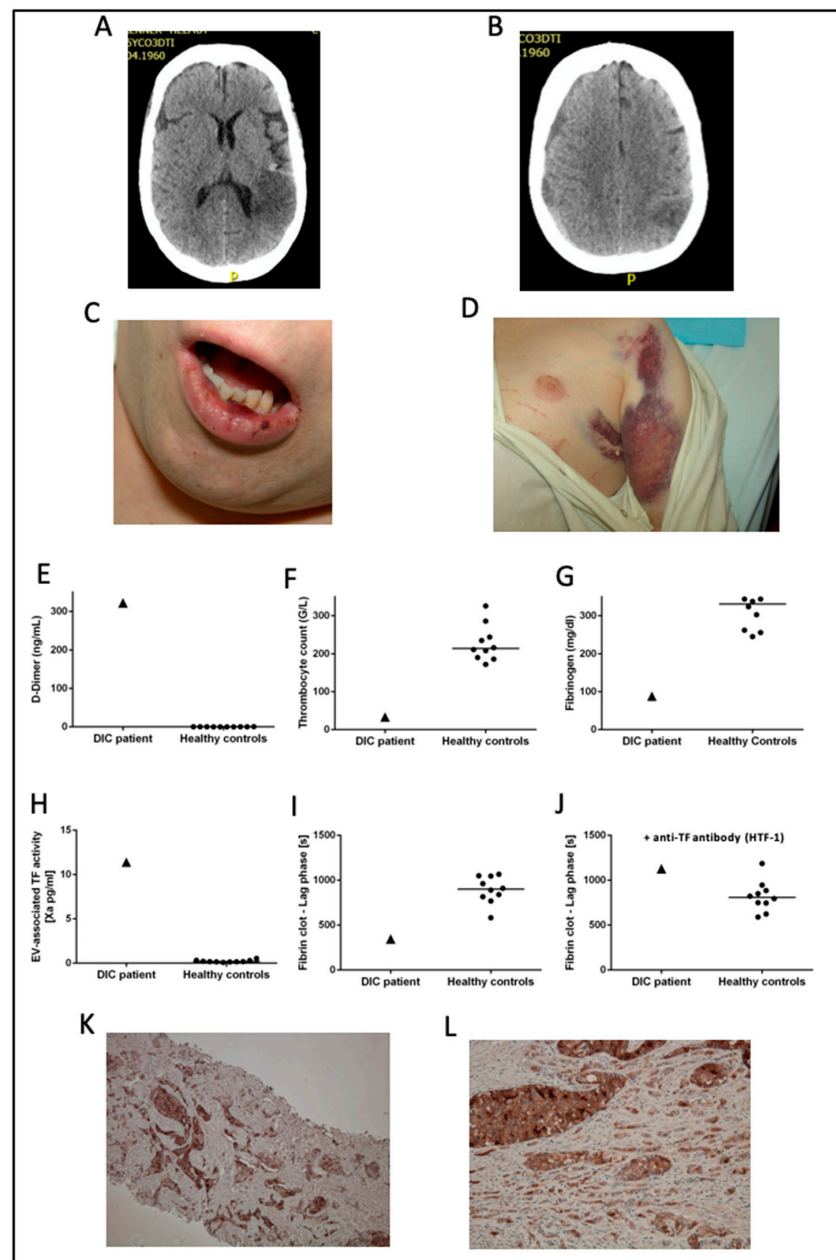 A
B
SYCO3DTI
04.1960
CO3DTI
.1960
P
P
C
D
E
D-Dimer (ng/mL)
300
200
100
0
DIC patient
Healthy controls
F
Thrombocyte count (G/L)
300
200
100
0
DIC patient
Healthy controls
G
Fibrinogen (mg/dl)
300
200
100
0
DIC patient
Healthy Controls
H
EV-associated TF activity
[Xa pg/ml]
15
10
5
0
DIC patient
Healthy controls
I
Fibrin clot - Lag phase [s]
1500
1000
500
0
DIC patient
Healthy controls
J
+ anti-TF antibody (HTF-1)
Fibrin clot - Lag phase [s]
1500
1000
500
0
DIC patient
Healthy controls
K
L